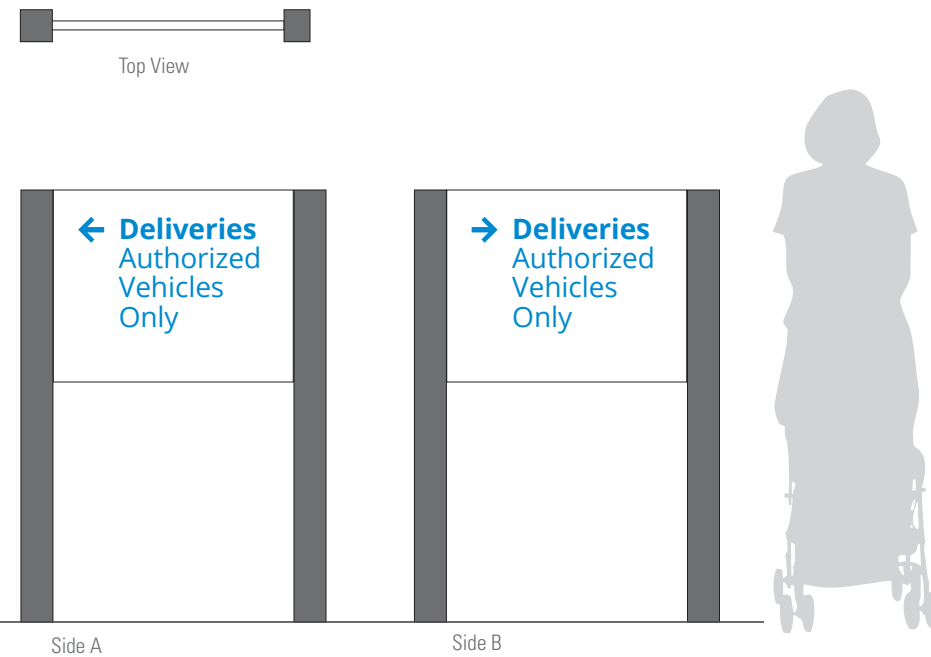 Top View
← Deliveries
Authorized
Vehicles
Only
→ Deliveries
Authorized
Vehicles
Only
Side A
Side B